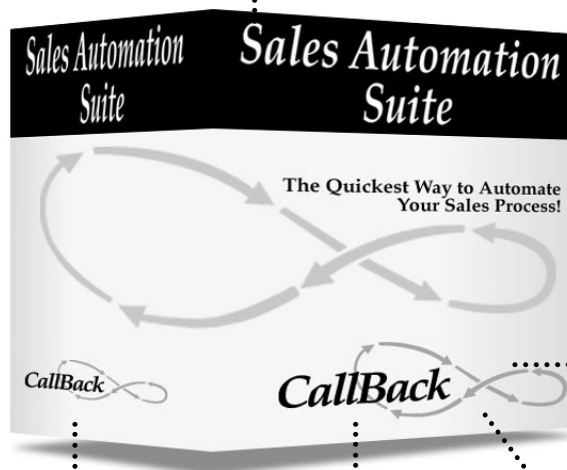 Sales Automation
Suite
Sales Automation
Suite
The Quickest Way to Automate
Your Sales Process!
CallBack
CallBack